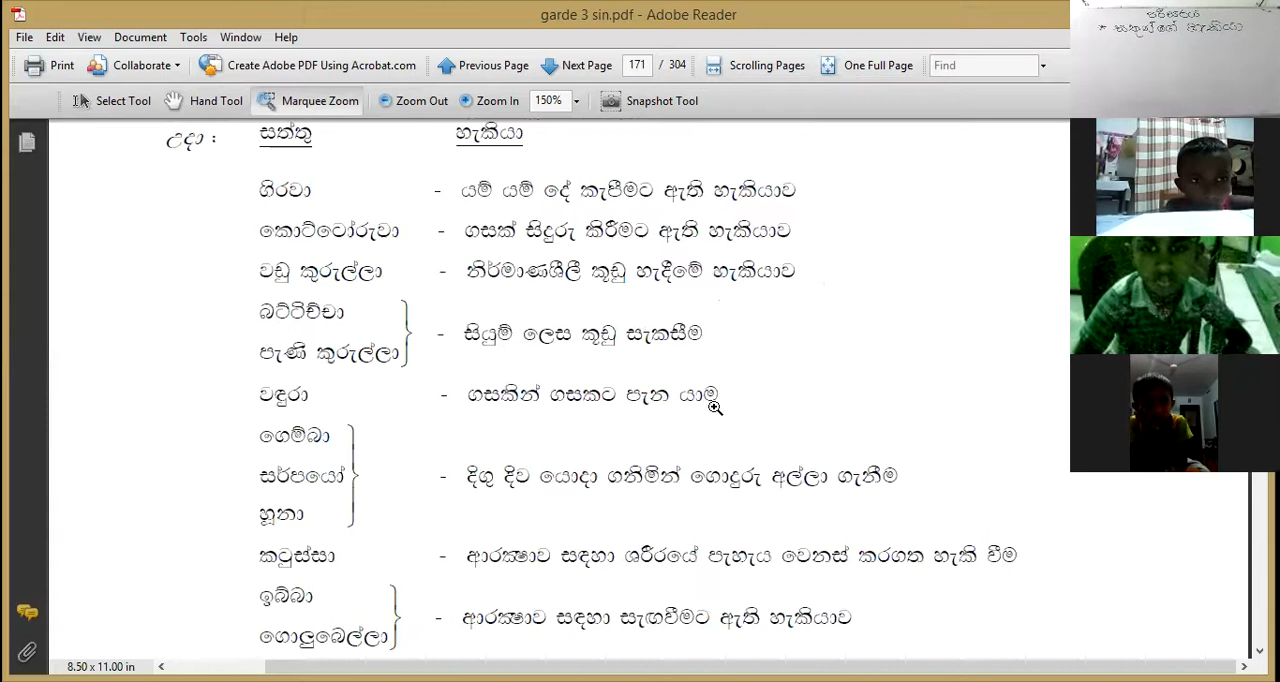 garde 3 sin.pdf - Adobe Reader
File Edit View Document Tools Window Help
Print Collaborate Create Adobe PDF Using Acrobat.com Previous Page Next Page 171 / 304 Scrolling Pages One Full Page Find
Select Tool Hand Tool Marquee Zoom Zoom Out Zoom In 150% Snapshot Tool
උදා : සත්තු හැකියා
ගිරවා - යම් යම් දේ කැපීමට ඇති හැකියාව
කොට්ටෝරුවා - ගසක් සිදුරු කිරීමට ඇති හැකියාව
වඩු කුරුල්ලා - නිර්මාණශීලී කූඩු හැදීමේ හැකියාව
බට්ටිච්චා
පැණි කුරුල්ලා - සියුම් ලෙස කූඩු සැකසීම
වඳුරා - ගසකින් ගසකට පැන යාම
ගෙම්බා
සර්පයෝ - දිගු දිව යොදා ගනිමින් ගොදුරු අල්ලා ගැනීම
හූනා
කටුස්සා - ආරක්‍ෂාව සඳහා ශරීරයේ පැහැය වෙනස් කරගත හැකි වීම
ඉබ්බා
ගොලුබෙල්ලා - ආරක්‍ෂාව සඳහා සැඟවීමට ඇති හැකියාව
8.50 x 11.00 in
පරිසරය
* සතුන්ගේ හැකියා